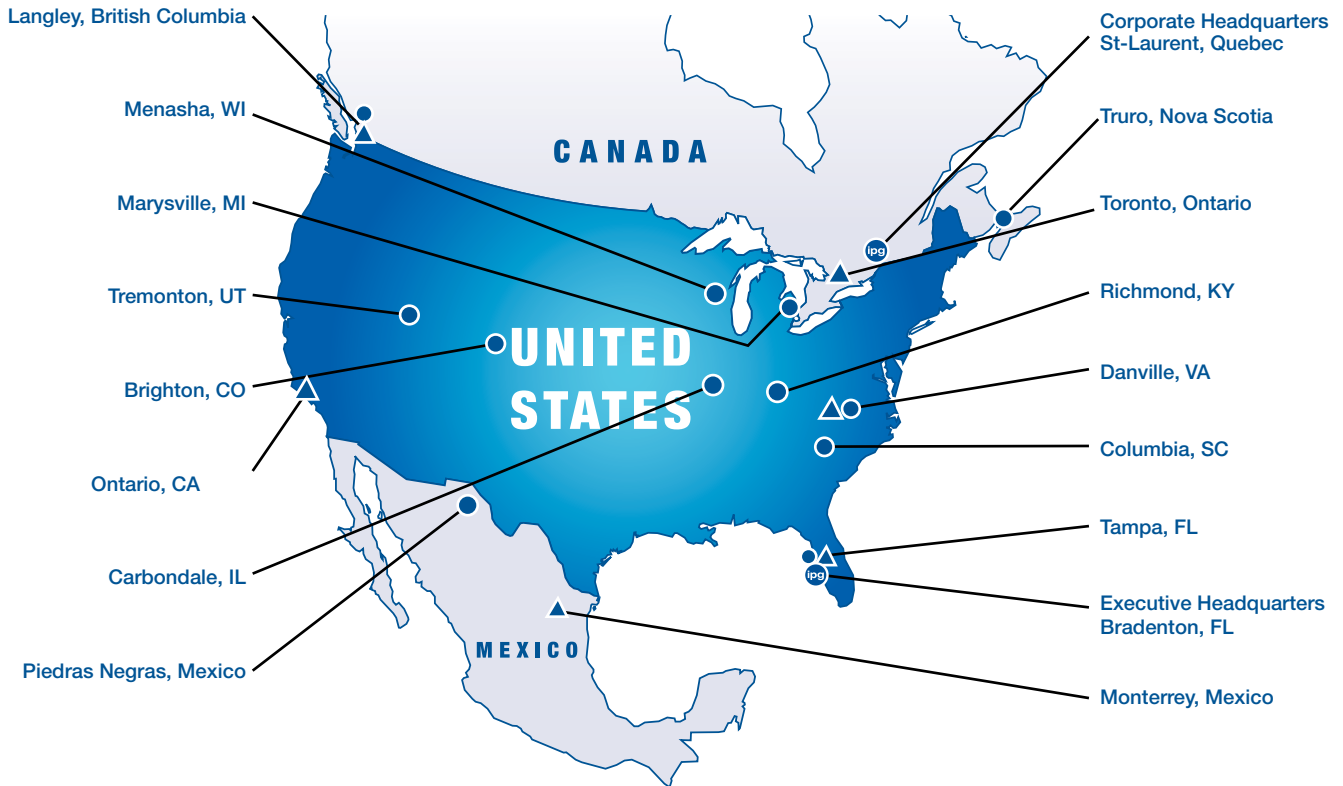 Langley, British Columbia
Menasha, WI
Marysville, MI
Tremonton, UT
Brighton, CO
Ontario, CA
Carbondale, IL
Piedras Negras, Mexico
CANADA
UNITED
STATES
MEXICO
ipg
ipg
Corporate Headquarters
St-Laurent, Quebec
Truro, Nova Scotia
Toronto, Ontario
Richmond, KY
Danville, VA
Columbia, SC
Tampa, FL
Executive Headquarters
Bradenton, FL
Monterrey, Mexico